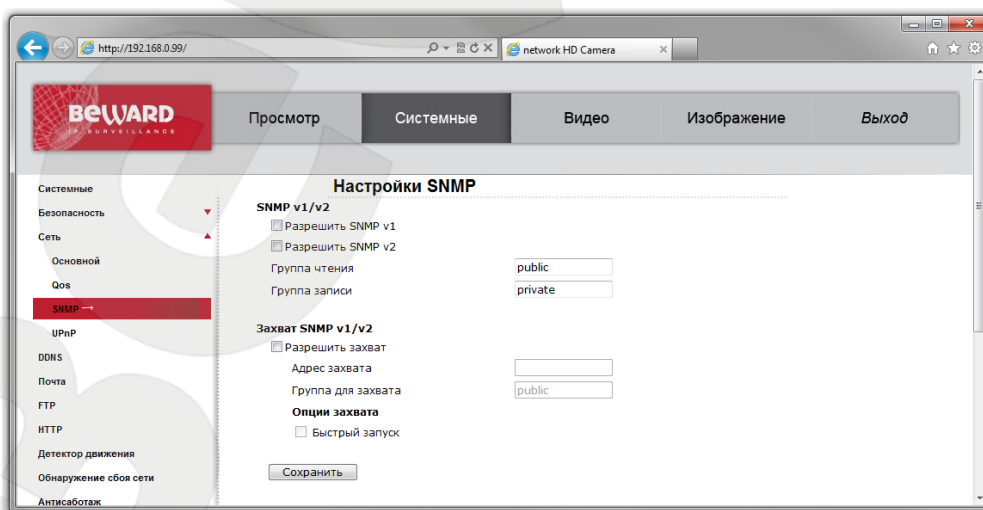 http://192.168.0.99/
network HD Camera
BEWARD
IP SURVEILLANCE
Просмотр
Системные
Видео
Изображение
Выход
Системные
Безопасность
Сеть
Основной
Qos
SNMP
UPnP
DDNS
Почта
FTP
HTTP
Детектор движения
Обнаружение сбоя сети
Антисаботаж
Настройки SNMP
SNMP v1/v2
Разрешить SNMP v1
Разрешить SNMP v2
Группа чтения public
Группа записи private
Захват SNMP v1/v2
Разрешить захват
Адрес захвата
Группа для захвата public
Опции захвата
Быстрый запуск
Сохранить